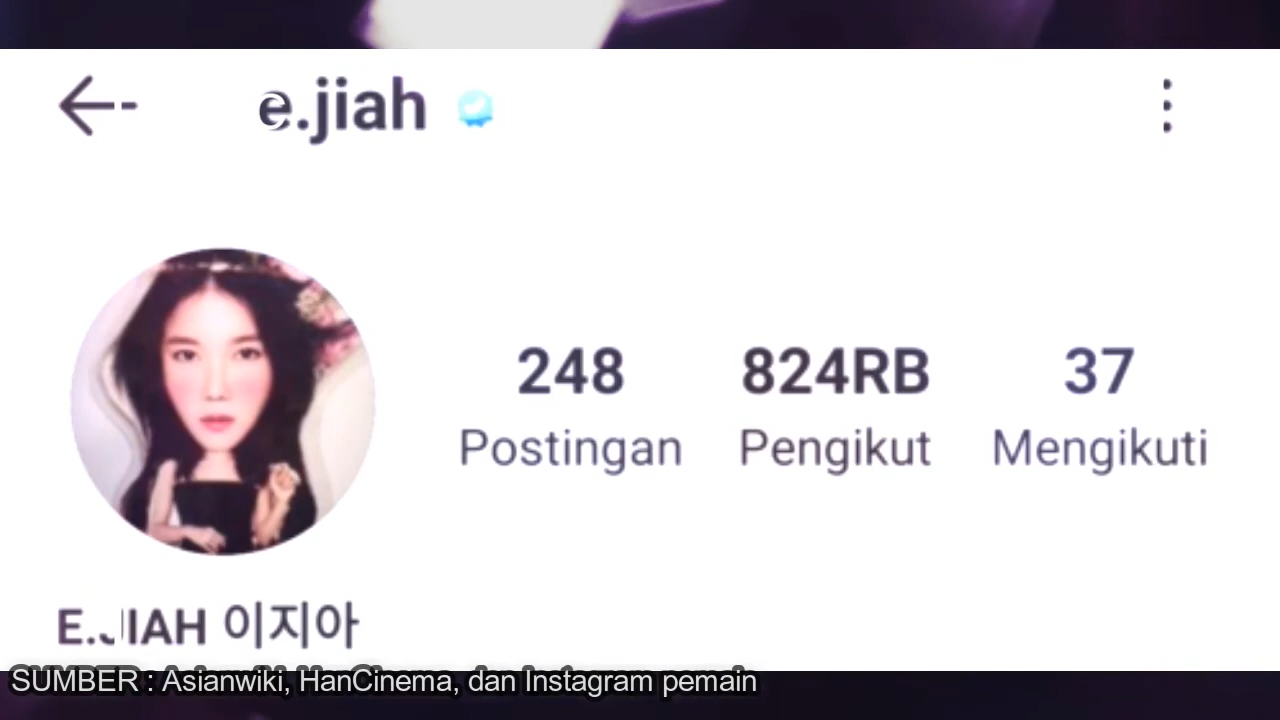 e.jiah
248 824RB 37
Postingan Pengikut Mengikuti
E.JIAH 이지아
SUMBER : Asianwiki, HanCinema, dan Instagram pemain